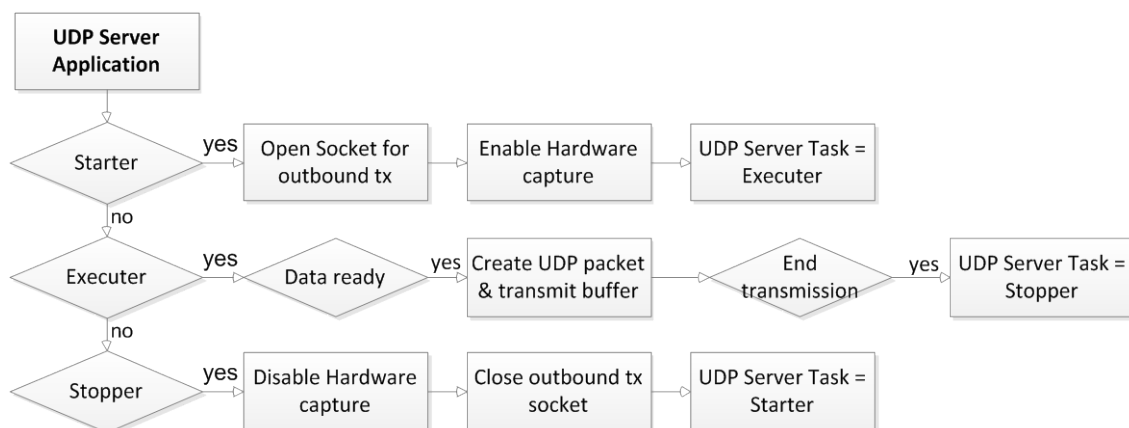 UDP Server
Application
Starter
yes
Open Socket for
outbound tx
Enable Hardware
capture
UDP Server Task =
Executer
no
Executer
yes
Data ready
yes
Create UDP packet
& transmit buffer
End
transmission
yes
UDP Server Task =
Stopper
no
Stopper
yes
Disable Hardware
capture
Close outbound tx
socket
UDP Server Task =
Starter